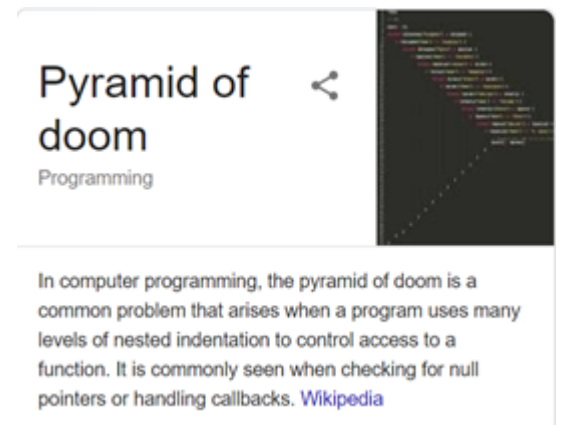 Pyramid of
doom
Programming
In computer programming, the pyramid of doom is a
common problem that arises when a program uses many
levels of nested indentation to control access to a
function. It is commonly seen when checking for null
pointers or handling callbacks. Wikipedia